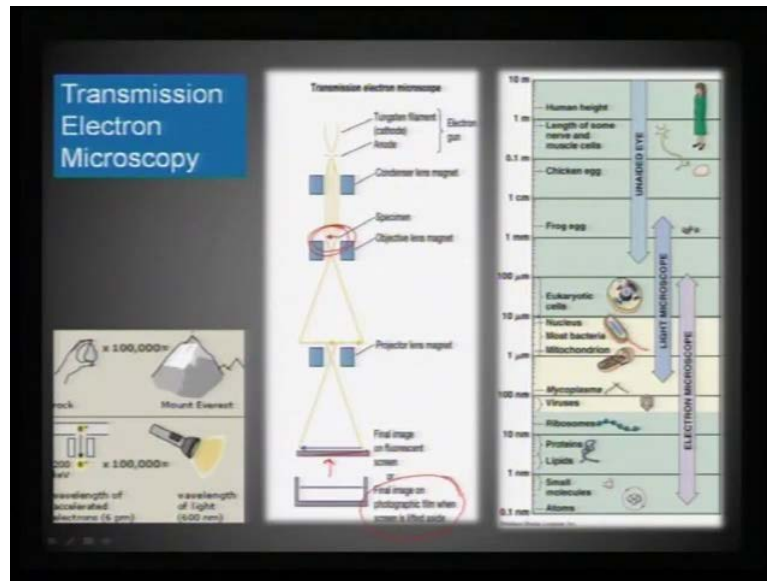 Transmission
Electron
Microscopy
Transmission electron microscope
Tungsten filament
(cathode)
Anode
Electron
gun
Condenser lens magnet
Specimen
Objective lens magnet
Projector lens magnet
Final image
on fluorescent
screen
or
Final image on
photographic film when
screen is lifted aside
x 100,000=
rock
Mount Everest
e⁻
200
keV
e⁻
x 100,000=
wavelength of
accelerated
electrons (6 pm)
wavelength
of light
(600 nm)
10 m
Human height
1 m
Length of some
nerve and
muscle cells
0.1 m
Chicken egg
1 cm
Frog egg
1 mm
100 µm
Eukaryotic
cells
10 µm
Nucleus
Most bacteria
Mitochondrion
1 µm
Mycoplasma
100 nm
Viruses
Ribosomes
10 nm
Proteins
Lipids
1 nm
Small
molecules
Atoms
0.1 nm
UNAIDED EYE
LIGHT MICROSCOPE
ELECTRON MICROSCOPE